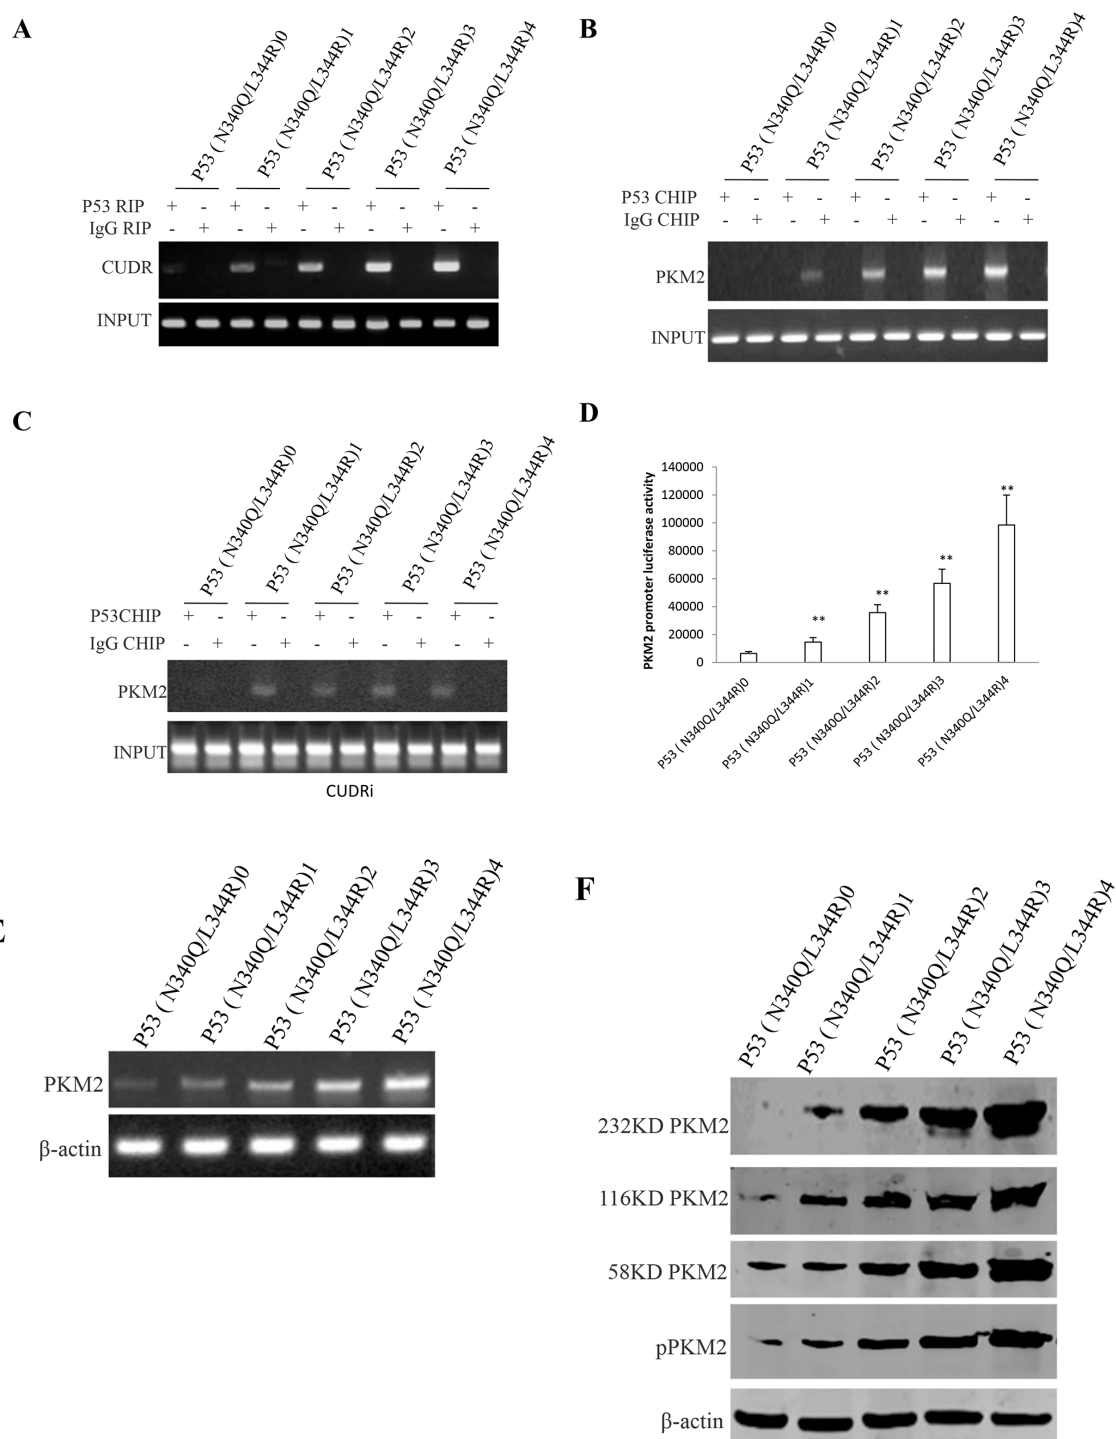 A
P53 ( N340Q/L344R)0
P53 ( N340Q/L344R)1
P53 ( N340Q/L344R)2
P53 ( N340Q/L344R)3
P53 ( N340Q/L344R)4
P53 RIP + - + - + - + - + -
IgG RIP - + - + - + - + - +
CUDR
INPUT
B
P53 ( N340Q/L344R)0
P53 ( N340Q/L344R)1
P53 ( N340Q/L344R)2
P53 ( N340Q/L344R)3
P53 ( N340Q/L344R)4
P53 CHIP + - + - + - + - + -
IgG CHIP - + - + - + - + - +
PKM2
INPUT
C
P53 ( N340Q/L344R)0
P53 ( N340Q/L344R)1
P53 ( N340Q/L344R)2
P53 ( N340Q/L344R)3
P53 ( N340Q/L344R)4
P53CHIP + - + - + - + - + -
IgG CHIP - + - + - + - + - +
PKM2
INPUT
CUDRi
D
PKM2 promoter luciferase activity
140000
120000
100000
80000
60000
40000
20000
0
**
**
**
**
P53 ( N340Q/L344R)0
P53 ( N340Q/L344R)1
P53 ( N340Q/L344R)2
P53 ( N340Q/L344R)3
P53 ( N340Q/L344R)4
E
P53 ( N340Q/L344R)0
P53 ( N340Q/L344R)1
P53 ( N340Q/L344R)2
P53 ( N340Q/L344R)3
P53 ( N340Q/L344R)4
PKM2
β-actin
F
P53 ( N340Q/L344R)0
P53 ( N340Q/L344R)1
P53 ( N340Q/L344R)2
P53 ( N340Q/L344R)3
P53 ( N340Q/L344R)4
232KD PKM2
116KD PKM2
58KD PKM2
pPKM2
β-actin